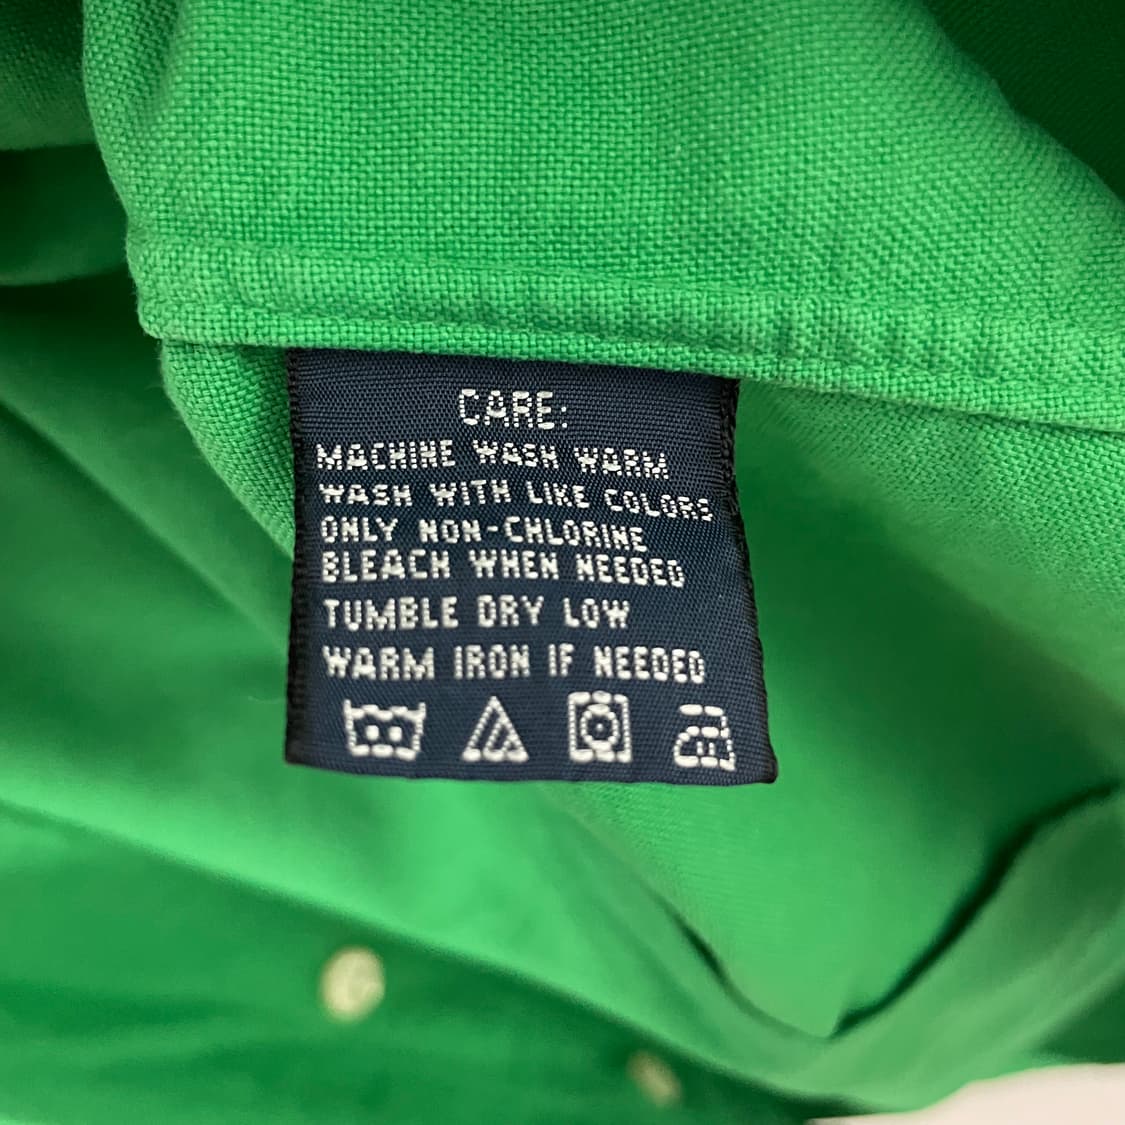 CARE:
MACHINE WASH WARM
WASH WITH LIKE COLORS
ONLY NON-CHLORINE
BLEACH WHEN NEEDED
TUMBLE DRY LOW
WARM IRON IF NEEDED